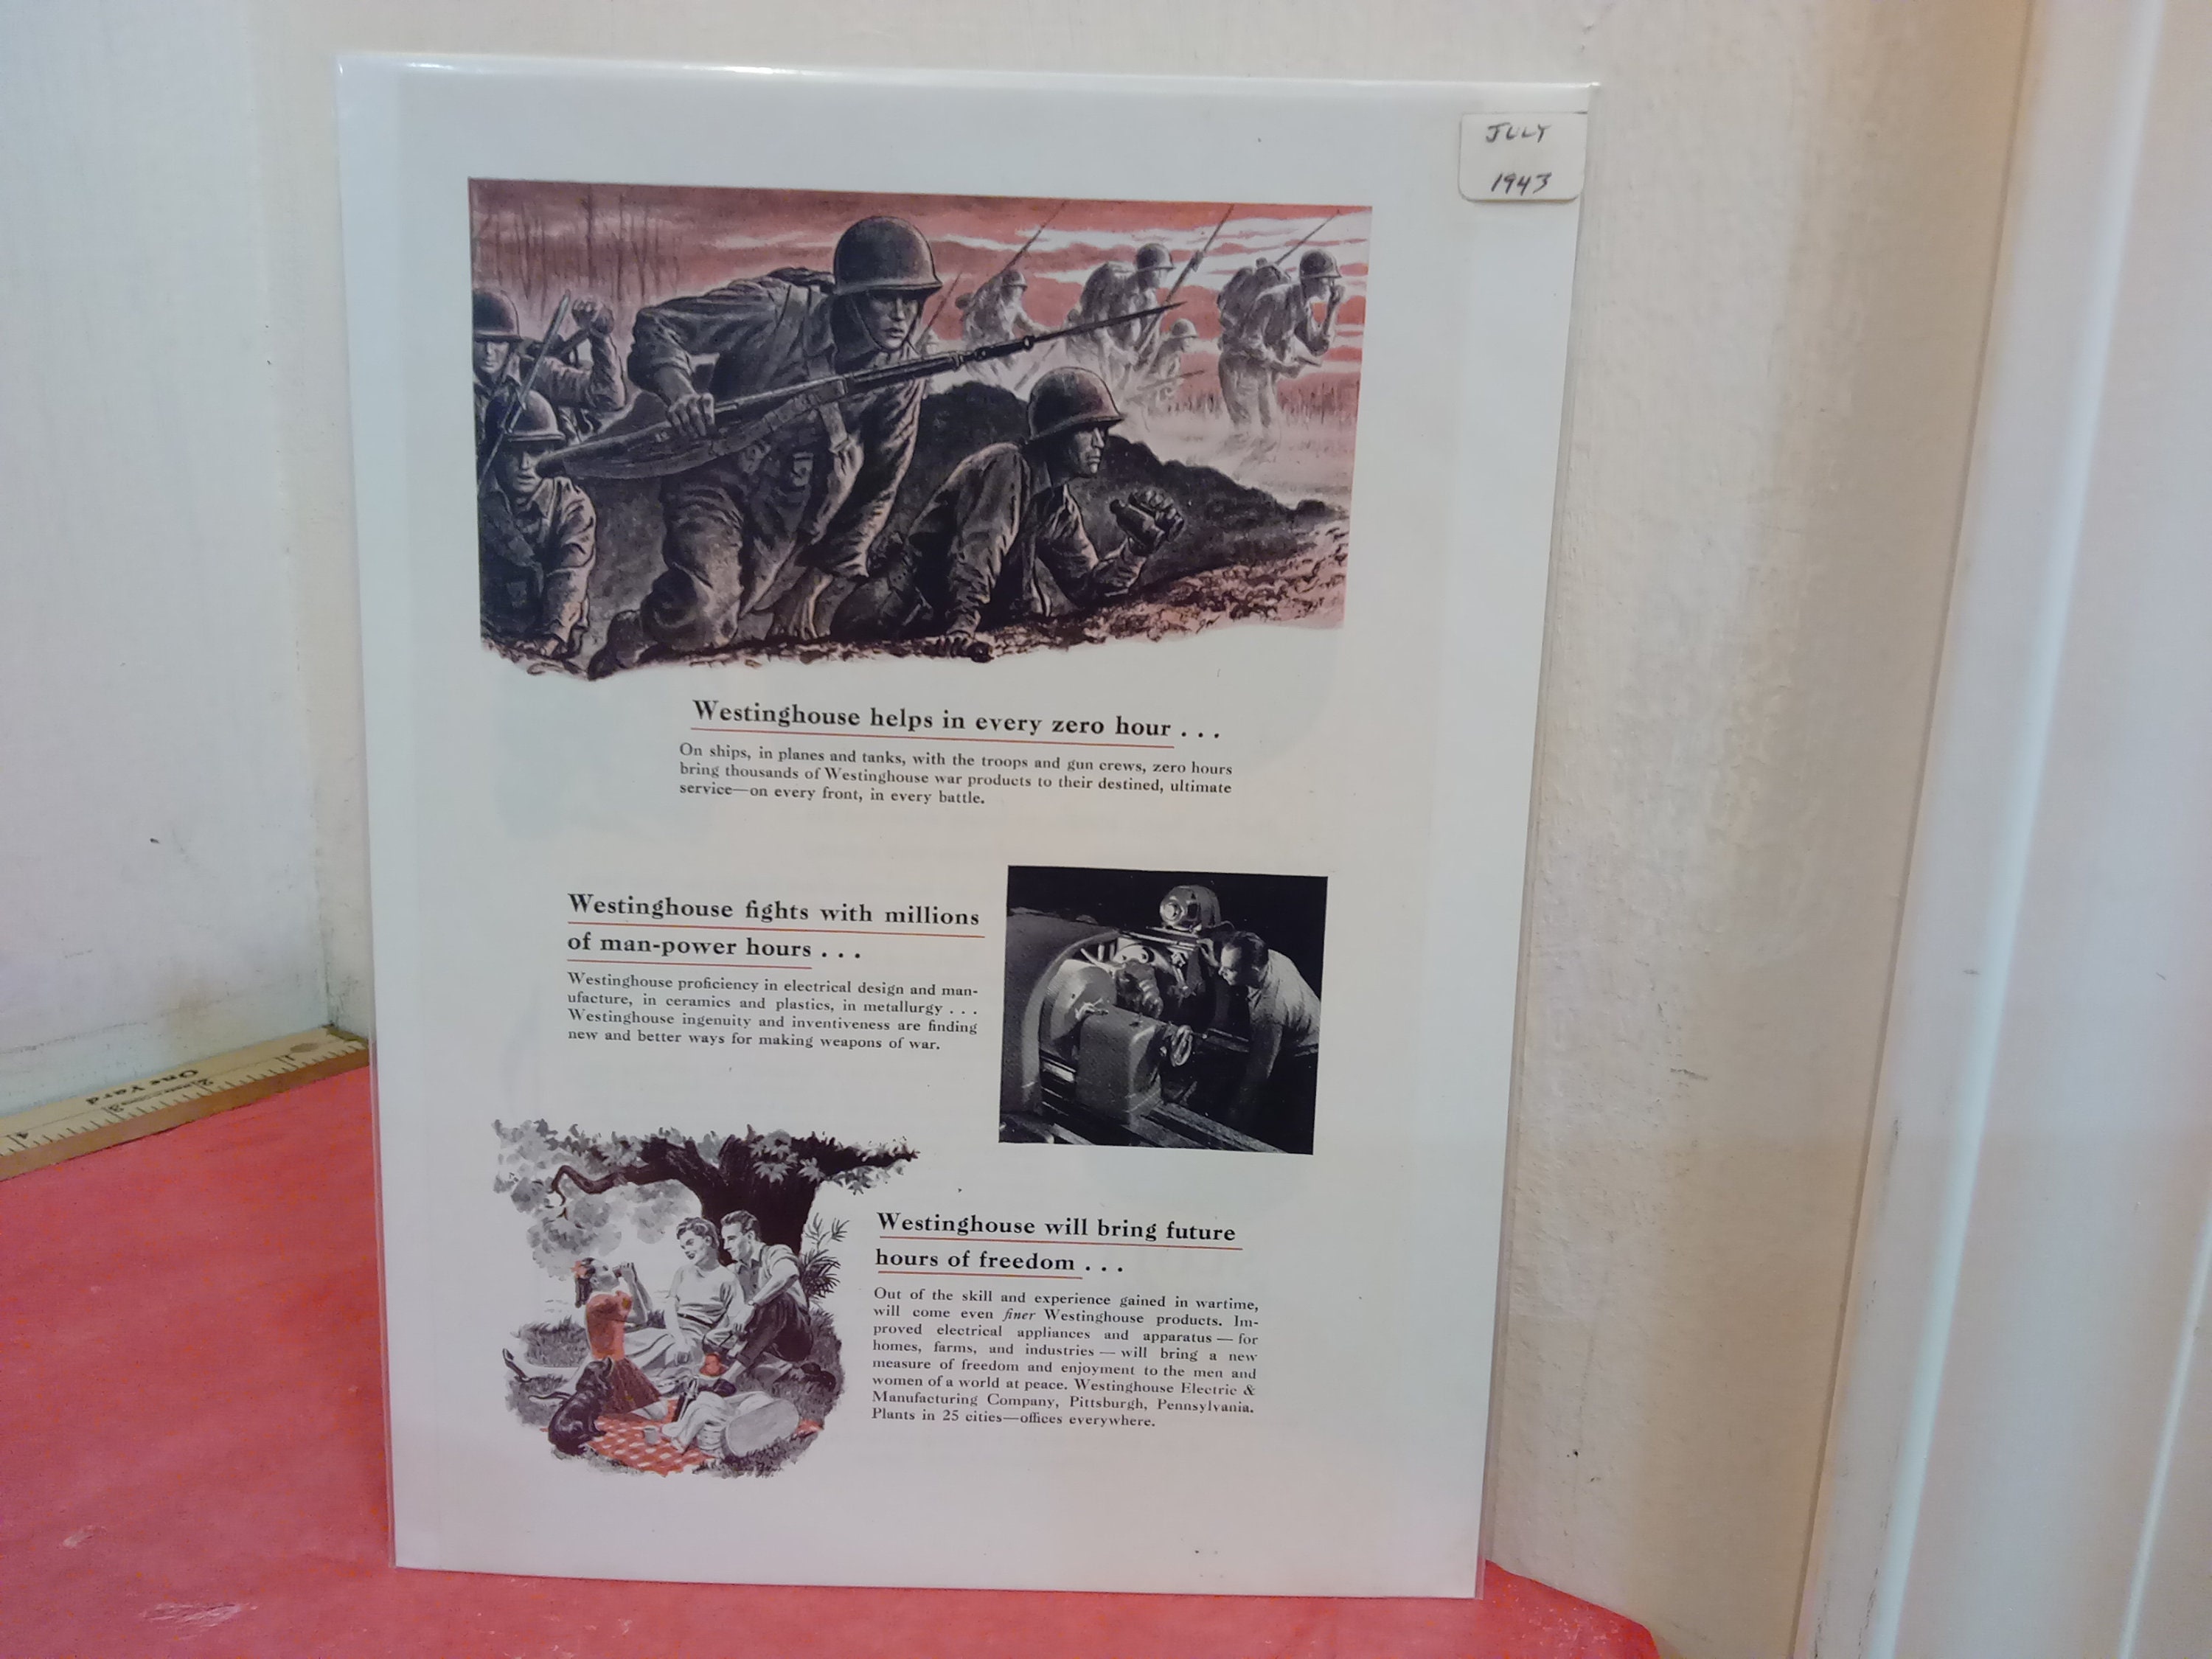 JULY
1943
Westinghouse helps in every zero hour . . .
On ships, in planes and tanks, with the troops and gun crews, zero hours
bring thousands of Westinghouse war products to their destined, ultimate
service—on every front, in every battle.
Westinghouse fights with millions
of man-power hours . . .
Westinghouse proficiency in electrical design and man-
ufacture, in ceramics and plastics, in metallurgy . . .
Westinghouse ingenuity and inventiveness are finding
new and better ways for making weapons of war.
Westinghouse will bring future
hours of freedom . . .
Out of the skill and experience gained in wartime,
will come even finer Westinghouse products. Im-
proved electrical appliances and apparatus — for
homes, farms, and industries — will bring a new
measure of freedom and enjoyment to the men and
women of a world at peace. Westinghouse Electric &
Manufacturing Company, Pittsburgh, Pennsylvania.
Plants in 25 cities—offices everywhere.
One Yard
1
2
3
4